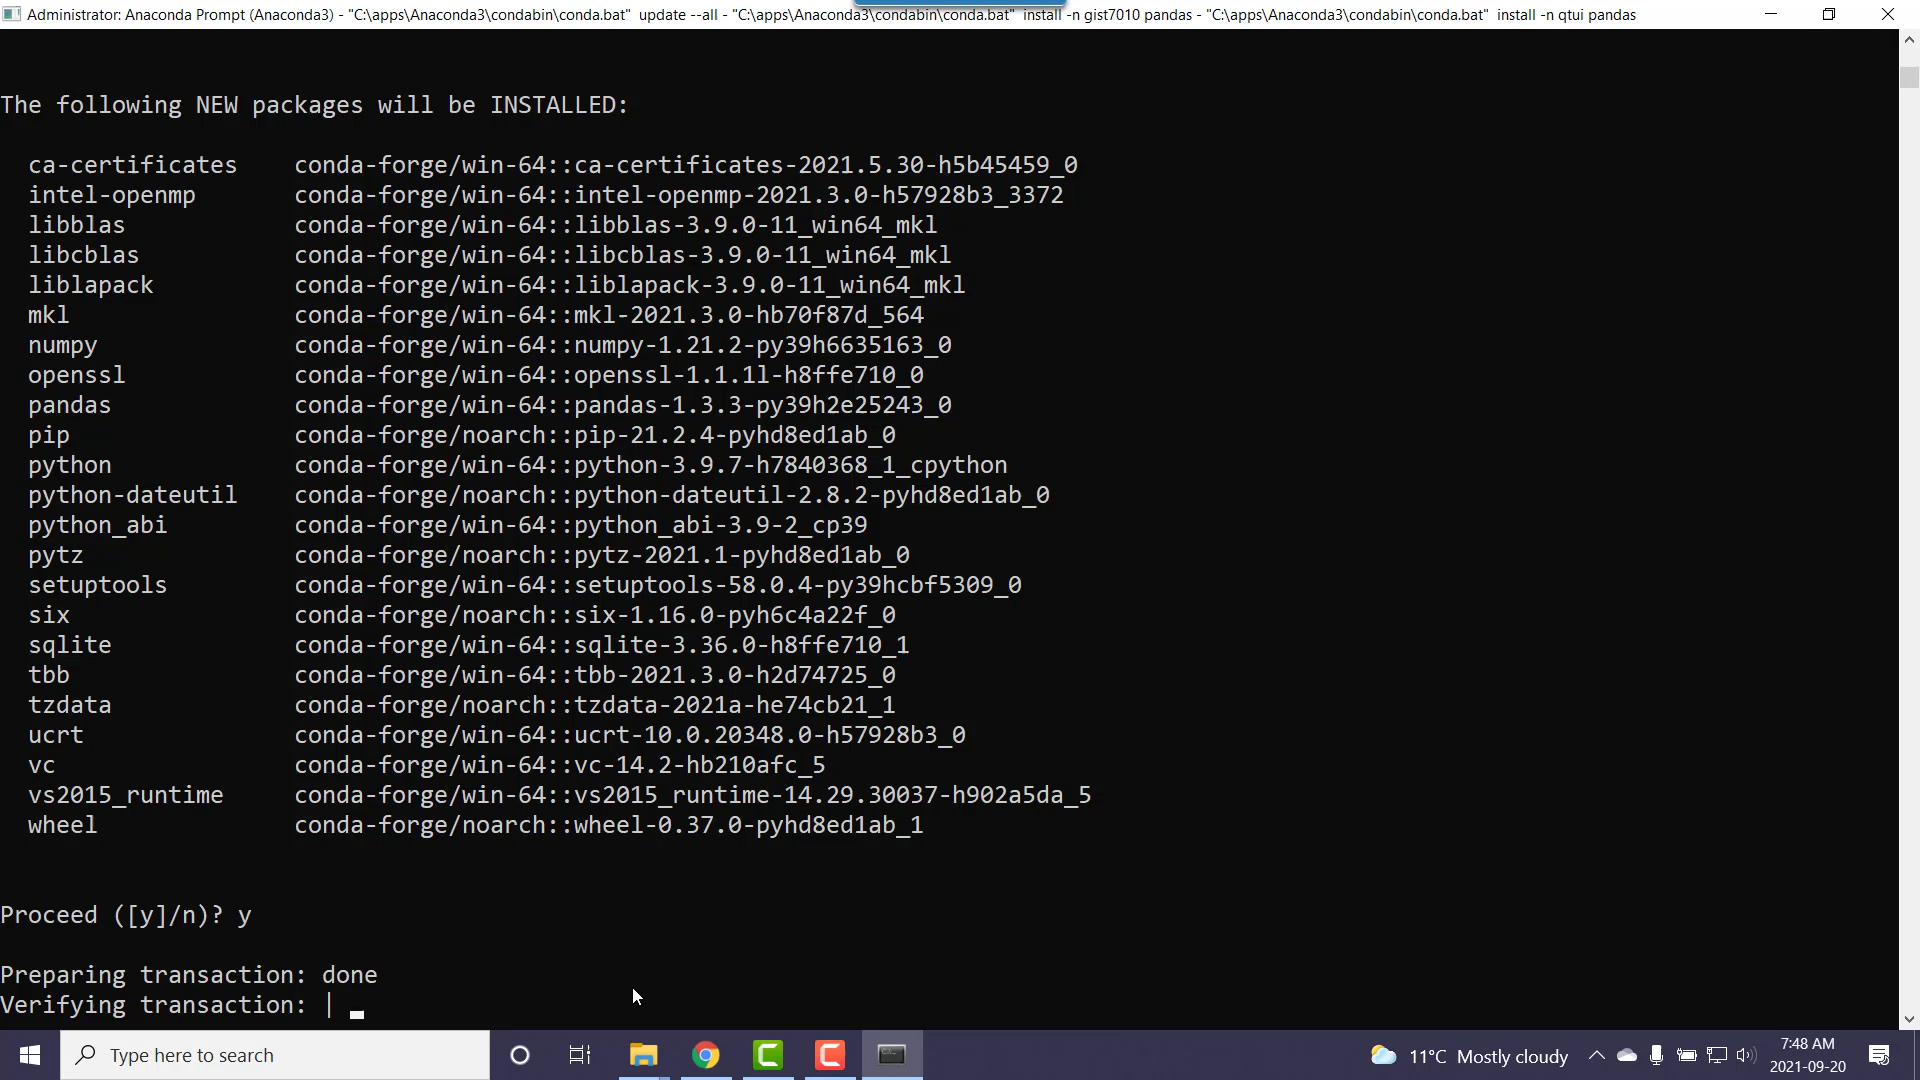 Administrator: Anaconda Prompt (Anaconda3) - "C:\apps\Anaconda3\condabin\conda.bat"  update --all - "C:\apps\Anaconda3\condabin\conda.bat"  install -n gist7010 pandas - "C:\apps\Anaconda3\condabin\conda.bat"  install -n qtui pandas
The following NEW packages will be INSTALLED:
ca-certificates    conda-forge/win-64::ca-certificates-2021.5.30-h5b45459_0
intel-openmp       conda-forge/win-64::intel-openmp-2021.3.0-h57928b3_3372
libblas            conda-forge/win-64::libblas-3.9.0-11_win64_mkl
libcblas           conda-forge/win-64::libcblas-3.9.0-11_win64_mkl
liblapack          conda-forge/win-64::liblapack-3.9.0-11_win64_mkl
mkl                conda-forge/win-64::mkl-2021.3.0-hb70f87d_564
numpy              conda-forge/win-64::numpy-1.21.2-py39h6635163_0
openssl            conda-forge/win-64::openssl-1.1.1l-h8ffe710_0
pandas             conda-forge/win-64::pandas-1.3.3-py39h2e25243_0
pip                conda-forge/noarch::pip-21.2.4-pyhd8ed1ab_0
python             conda-forge/win-64::python-3.9.7-h7840368_1_cpython
python-dateutil    conda-forge/noarch::python-dateutil-2.8.2-pyhd8ed1ab_0
python_abi         conda-forge/win-64::python_abi-3.9-2_cp39
pytz               conda-forge/noarch::pytz-2021.1-pyhd8ed1ab_0
setuptools         conda-forge/win-64::setuptools-58.0.4-py39hcbf5309_0
six                conda-forge/noarch::six-1.16.0-pyh6c4a22f_0
sqlite             conda-forge/win-64::sqlite-3.36.0-h8ffe710_1
tbb                conda-forge/win-64::tbb-2021.3.0-h2d74725_0
tzdata             conda-forge/noarch::tzdata-2021a-he74cb21_1
ucrt               conda-forge/win-64::ucrt-10.0.20348.0-h57928b3_0
vc                 conda-forge/win-64::vc-14.2-hb210afc_5
vs2015_runtime     conda-forge/win-64::vs2015_runtime-14.29.30037-h902a5da_5
wheel              conda-forge/noarch::wheel-0.37.0-pyhd8ed1ab_1
Proceed ([y]/n)? y
Preparing transaction: done
Verifying transaction: |
Type here to search
11°C Mostly cloudy
7:48 AM
2021-09-20